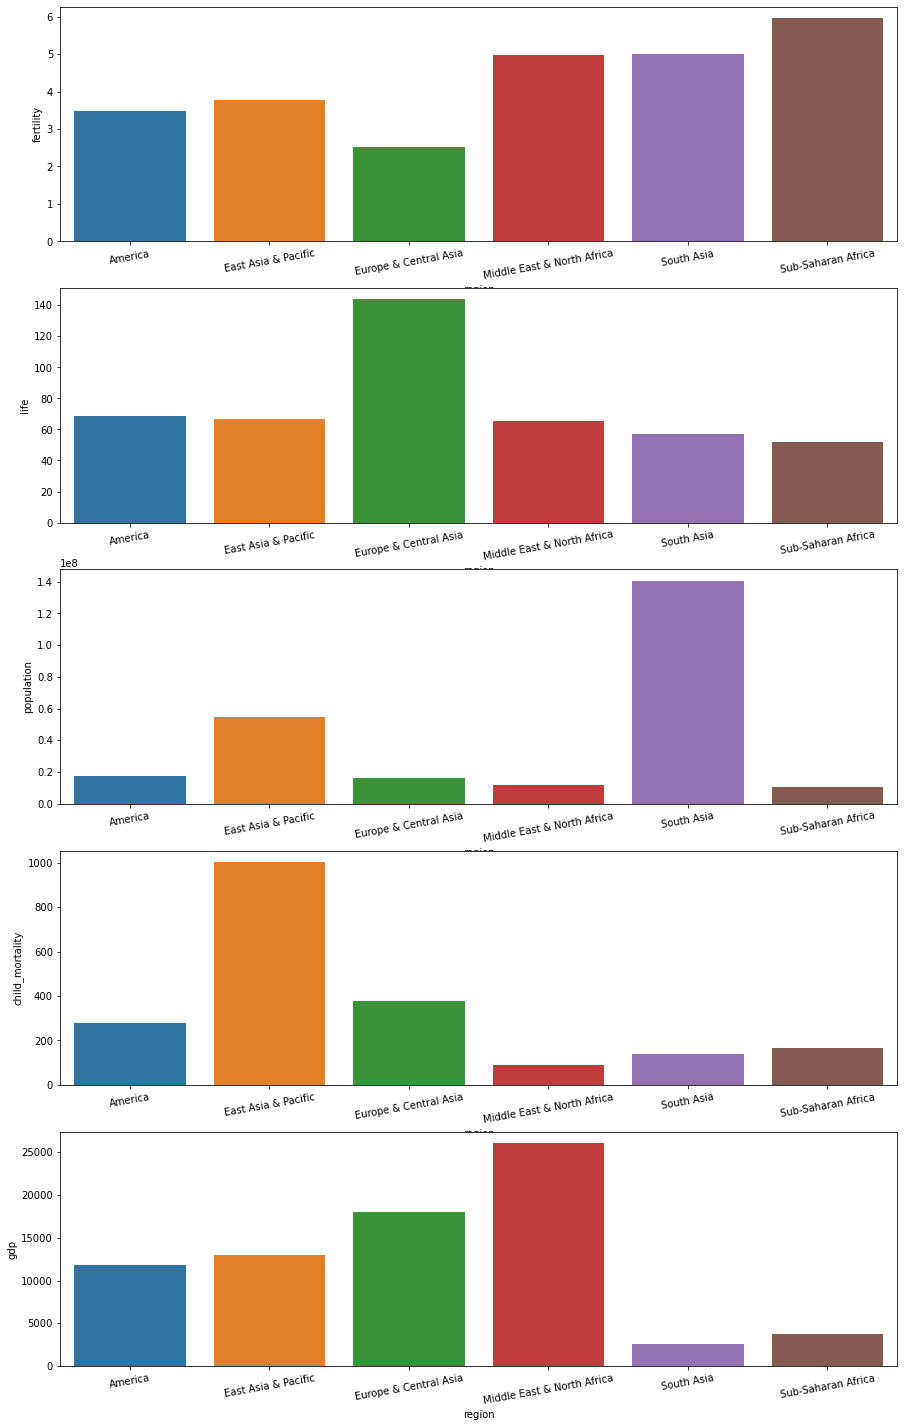 6
5
4
3
2
1
0
fertility
America
East Asia & Pacific
Europe & Central Asia
Middle East & North Africa
South Asia
Sub-Saharan Africa
140
120
100
80
60
40
20
0
life
America
East Asia & Pacific
Europe & Central Asia
Middle East & North Africa
South Asia
Sub-Saharan Africa
1e8
1.4
1.2
1.0
0.8
0.6
0.4
0.2
0.0
population
America
East Asia & Pacific
Europe & Central Asia
Middle East & North Africa
South Asia
Sub-Saharan Africa
1000
800
600
400
200
0
child_mortality
America
East Asia & Pacific
Europe & Central Asia
Middle East & North Africa
South Asia
Sub-Saharan Africa
25000
20000
15000
10000
5000
0
gdp
America
East Asia & Pacific
Europe & Central Asia
Middle East & North Africa
South Asia
Sub-Saharan Africa
region